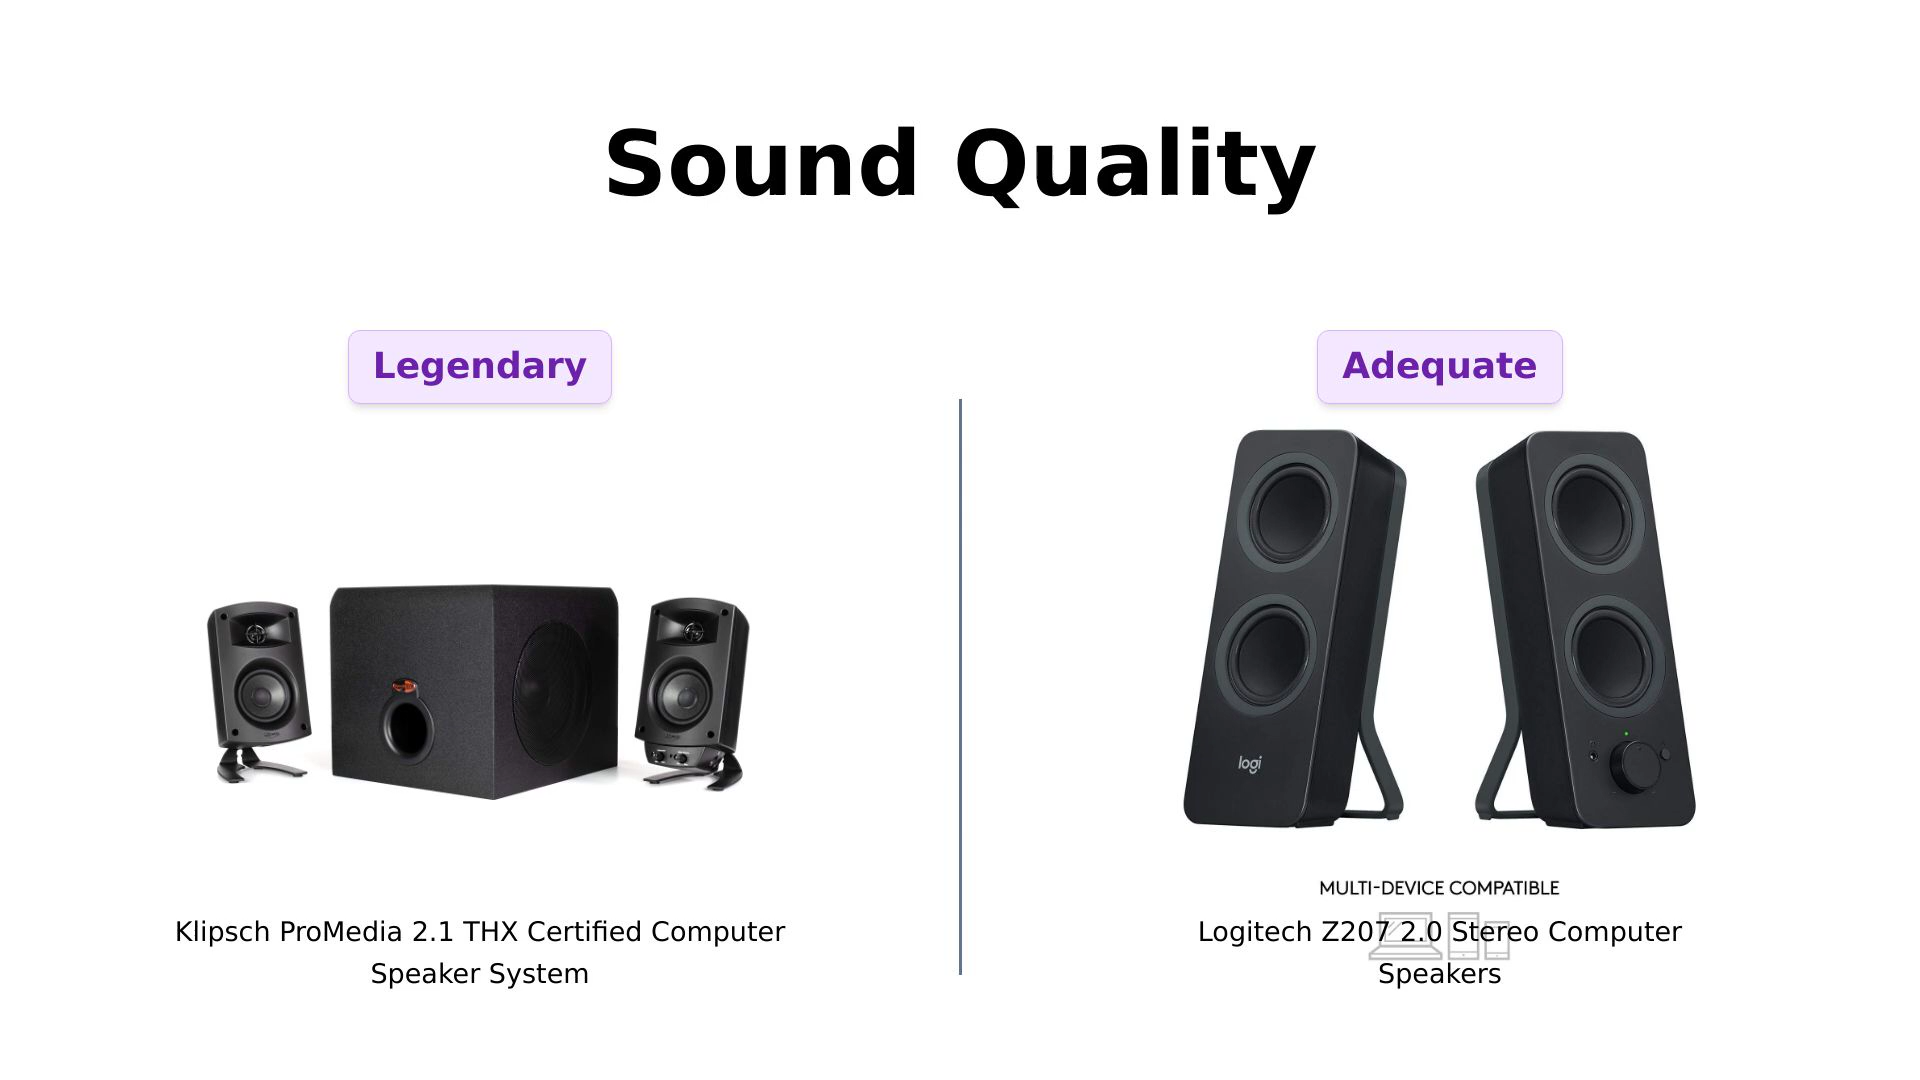 Sound Quality
Legendary
Adequate
logi
MULTI-DEVICE COMPATIBLE
Klipsch ProMedia 2.1 THX Certified Computer
Speaker System
Logitech Z207 2.0 Stereo Computer
Speakers